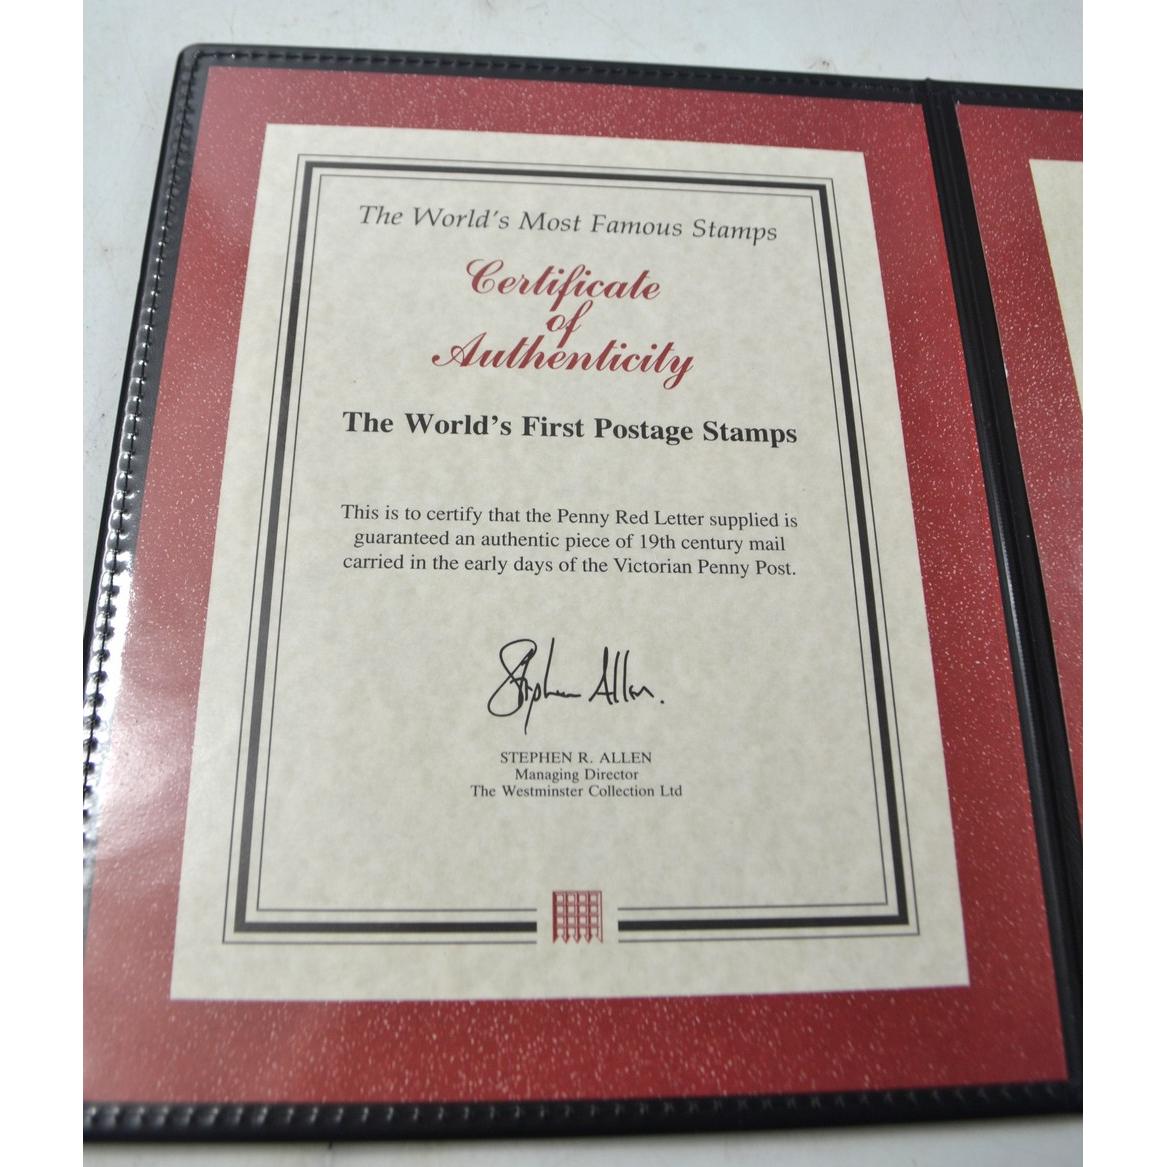 The World's Most Famous Stamps
Certificate
of
Authenticity
The World's First Postage Stamps
This is to certify that the Penny Red Letter supplied is
guaranteed an authentic piece of 19th century mail
carried in the early days of the Victorian Penny Post.
Stephen Allen.
STEPHEN R. ALLEN
Managing Director
The Westminster Collection Ltd